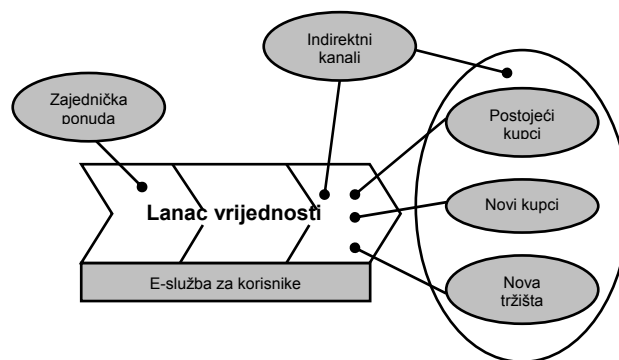 Indirektni
kanali
Zajednička
ponuda
Postojeći
kupci
Lanac vrijednosti
Novi kupci
E-služba za korisnike
Nova
tržišta